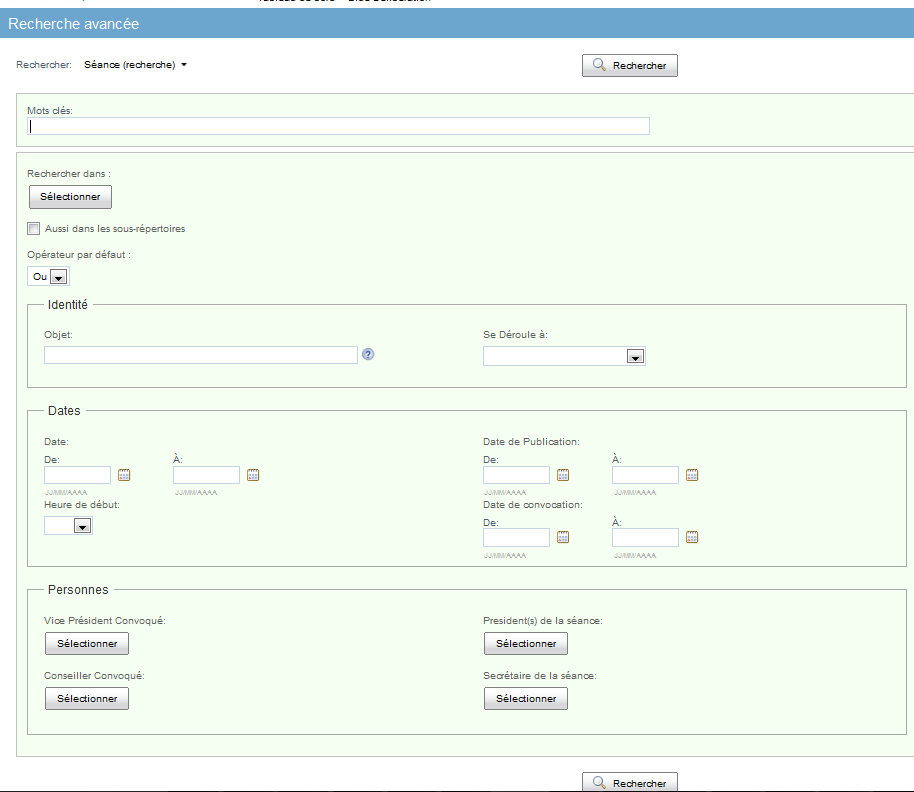 Recherche avancée
Rechercher: Séance (recherche)
Rechercher
Mots clés:
Rechercher dans :
Sélectionner
Aussi dans les sous-répertoires
Opérateur par défaut :
Ou
Identité
Objet: Se Déroule à:
?
Dates
Date: Date de Publication:
De: À: De: À:
JJ/MM/AAAA JJ/MM/AAAA JJ/MM/AAAA JJ/MM/AAAA
Heure de début: Date de convocation:
De: À:
JJ/MM/AAAA JJ/MM/AAAA
Personnes
Vice Président Convoqué: President(s) de la séance:
Sélectionner Sélectionner
Conseiller Convoqué: Secrétaire de la séance:
Sélectionner Sélectionner
Rechercher